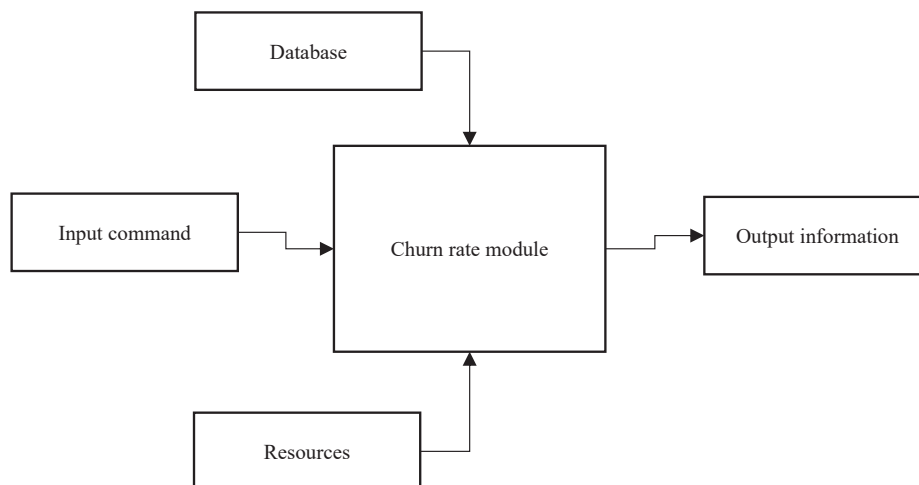 Database
Input command
Churn rate module
Output information
Resources